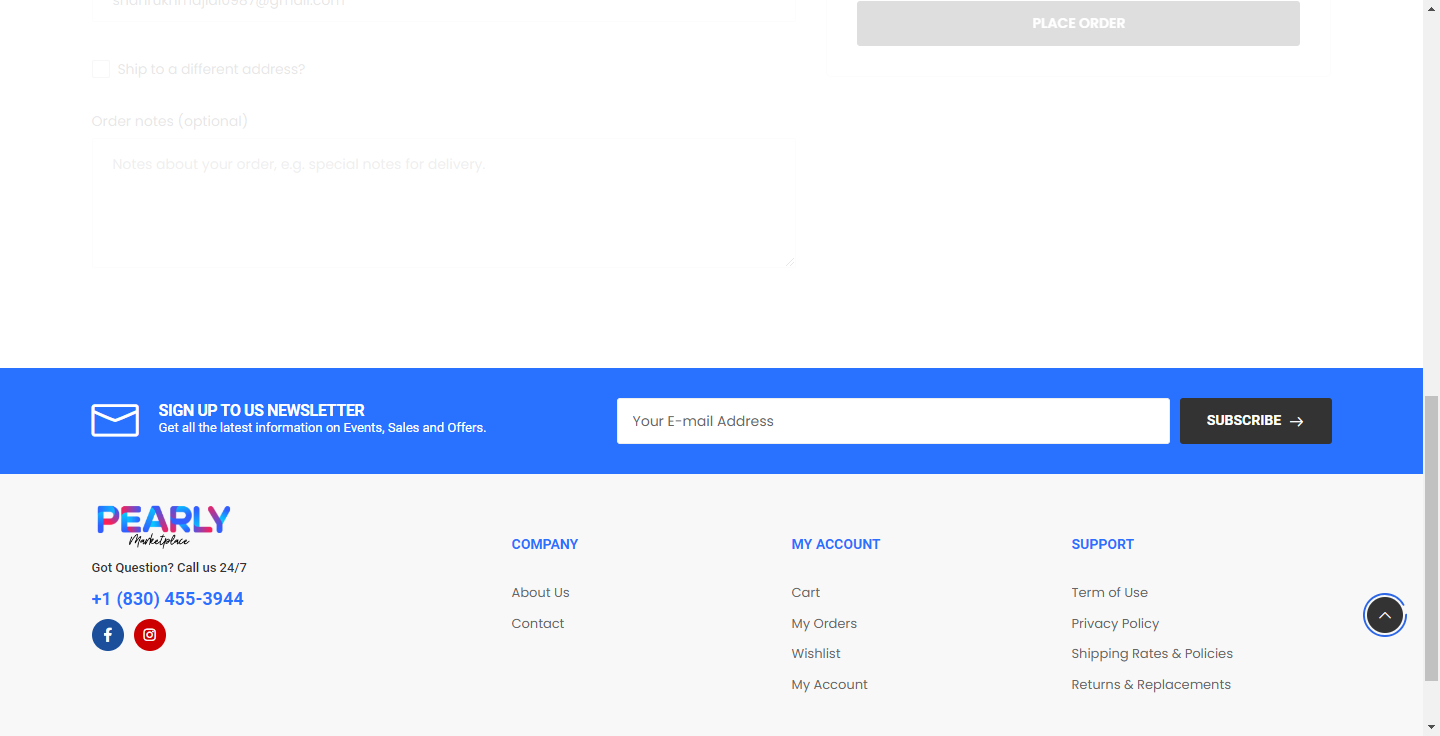 PLACE ORDER
Ship to a different address?
Order notes (optional)
Notes about your order, e.g. special notes for delivery.
SIGN UP TO US NEWSLETTER
Get all the latest information on Events, Sales and Offers.
Your E-mail Address
SUBSCRIBE
PEARLY
Marketplace
Got Question? Call us 24/7
+1 (830) 455-3944
COMPANY
About Us
Contact
MY ACCOUNT
Cart
My Orders
Wishlist
My Account
SUPPORT
Term of Use
Privacy Policy
Shipping Rates & Policies
Returns & Replacements